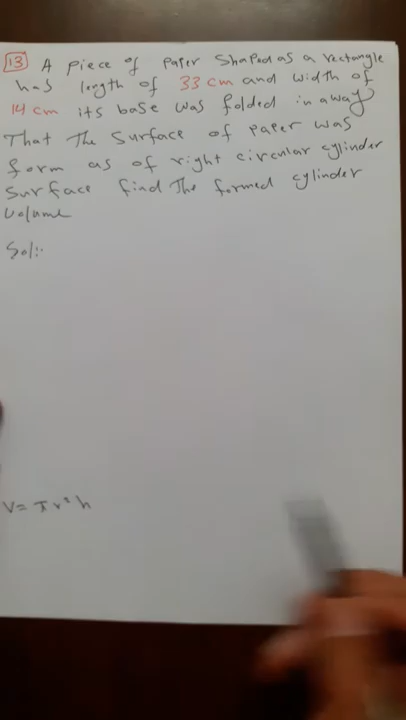 13 A piece of Paper Shaped as a rectangle
has length of 33 cm and width of
14 cm its base was folded in a way
That The Surface of paper was
form as of right circular cylinder
Surface find The formed cylinder
Volume
Sol:-
V= πr²h